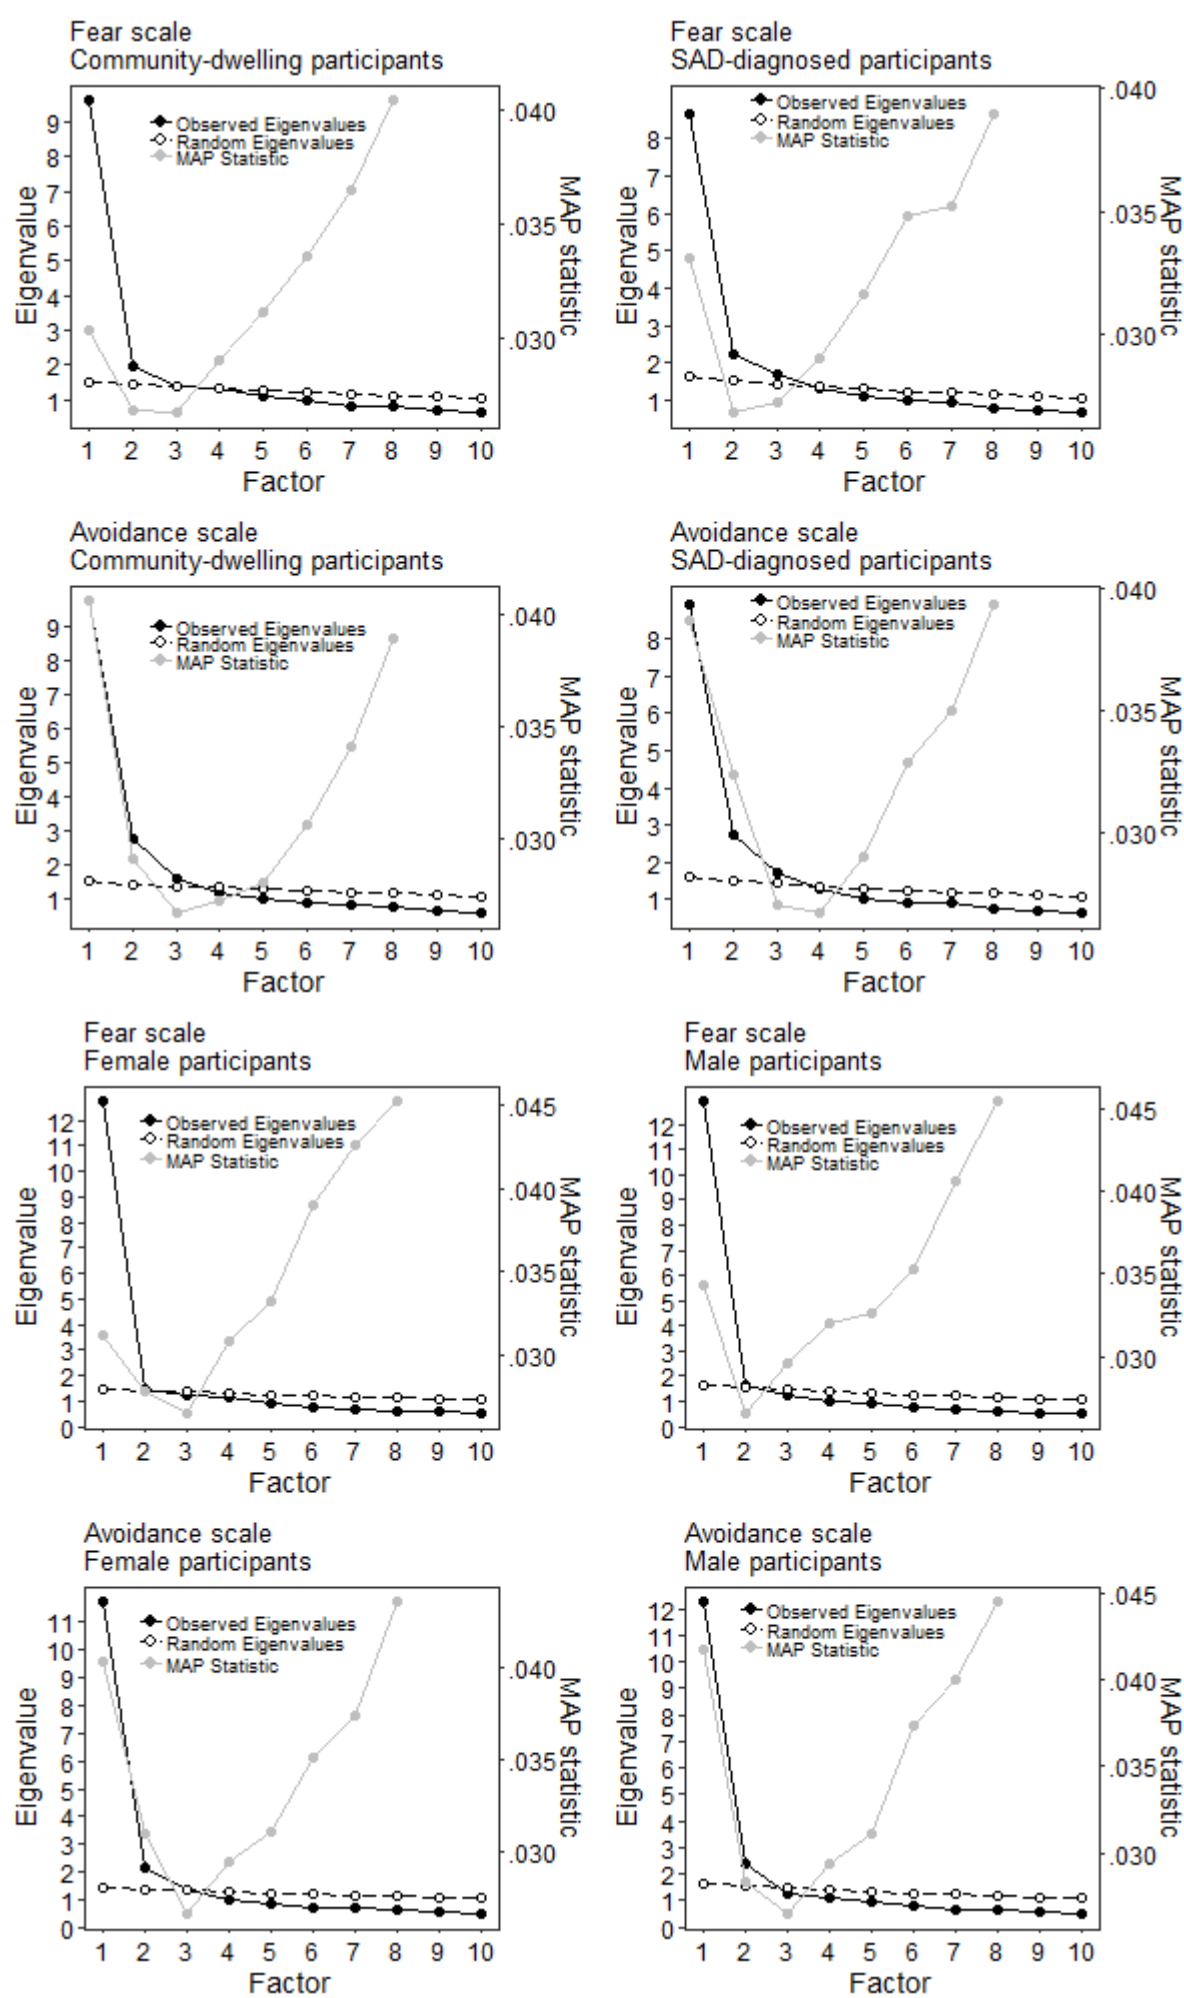 Fear scale
Community-dwelling participants
Observed Eigenvalues
Random Eigenvalues
MAP Statistic
9
8
7
6
5
4
3
2
1
Eigenvalue
.040
.035
.030
MAP statistic
1 2 3 4 5 6 7 8 9 10
Factor
Fear scale
SAD-diagnosed participants
Observed Eigenvalues
Random Eigenvalues
MAP Statistic
8
7
6
5
4
3
2
1
Eigenvalue
.040
.035
.030
MAP statistic
1 2 3 4 5 6 7 8 9 10
Factor
Avoidance scale
Community-dwelling participants
Observed Eigenvalues
Random Eigenvalues
MAP Statistic
9
8
7
6
5
4
3
2
1
Eigenvalue
.040
.035
.030
MAP statistic
1 2 3 4 5 6 7 8 9 10
Factor
Avoidance scale
SAD-diagnosed participants
Observed Eigenvalues
Random Eigenvalues
MAP Statistic
8
7
6
5
4
3
2
1
Eigenvalue
.040
.035
.030
MAP statistic
1 2 3 4 5 6 7 8 9 10
Factor
Fear scale
Female participants
Observed Eigenvalues
Random Eigenvalues
MAP Statistic
12
11
10
9
8
7
6
5
4
3
2
1
0
Eigenvalue
.045
.040
.035
.030
MAP statistic
1 2 3 4 5 6 7 8 9 10
Factor
Fear scale
Male participants
Observed Eigenvalues
Random Eigenvalues
MAP Statistic
12
11
10
9
8
7
6
5
4
3
2
1
0
Eigenvalue
.045
.040
.035
.030
MAP statistic
1 2 3 4 5 6 7 8 9 10
Factor
Avoidance scale
Female participants
Observed Eigenvalues
Random Eigenvalues
MAP Statistic
11
10
9
8
7
6
5
4
3
2
1
0
Eigenvalue
.040
.035
.030
MAP statistic
1 2 3 4 5 6 7 8 9 10
Factor
Avoidance scale
Male participants
Observed Eigenvalues
Random Eigenvalues
MAP Statistic
12
11
10
9
8
7
6
5
4
3
2
1
0
Eigenvalue
.045
.040
.035
.030
MAP statistic
1 2 3 4 5 6 7 8 9 10
Factor